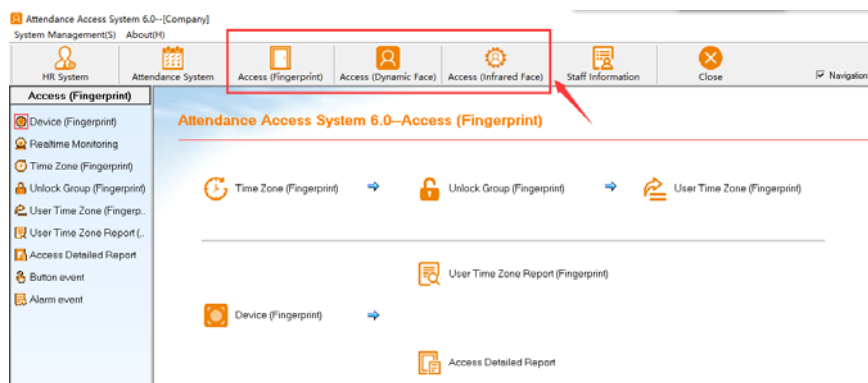 Attendance Access System 6.0--[Company]
System Management(S) About(H)
HR System
Attendance System
Access (Fingerprint)
Access (Dynamic Face)
Access (Infrared Face)
Staff Information
Close
Navigation
Access (Fingerprint)
Device (Fingerprint)
Realtime Monitoring
Time Zone (Fingerprint)
Unlock Group (Fingerprint)
User Time Zone (Fingerp..
User Time Zone Report (..
Access Detailed Report
Button event
Alarm event
Attendance Access System 6.0—Access (Fingerprint)
Time Zone (Fingerprint)
Unlock Group (Fingerprint)
User Time Zone (Fingerprint)
User Time Zone Report (Fingerprint)
Device (Fingerprint)
Access Detailed Report